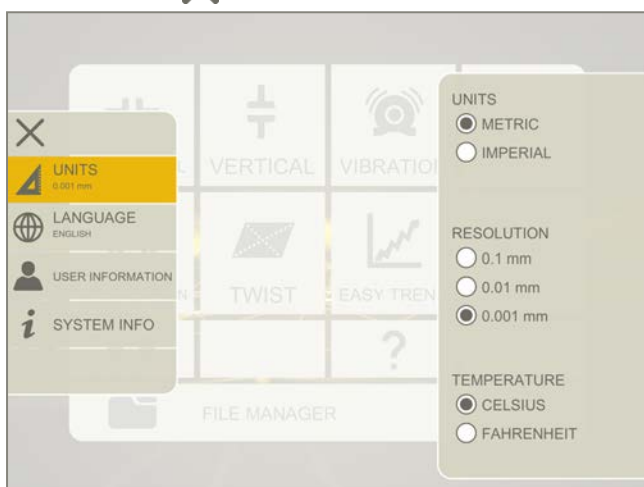 UNITS
0.001 mm
LANGUAGE
ENGLISH
USER INFORMATION
SYSTEM INFO
VERTICAL
VIBRATIO
TWIST
EASY TREN
?
FILE MANAGER
UNITS
METRIC
IMPERIAL
RESOLUTION
0.1 mm
0.01 mm
0.001 mm
TEMPERATURE
CELSIUS
FAHRENHEIT